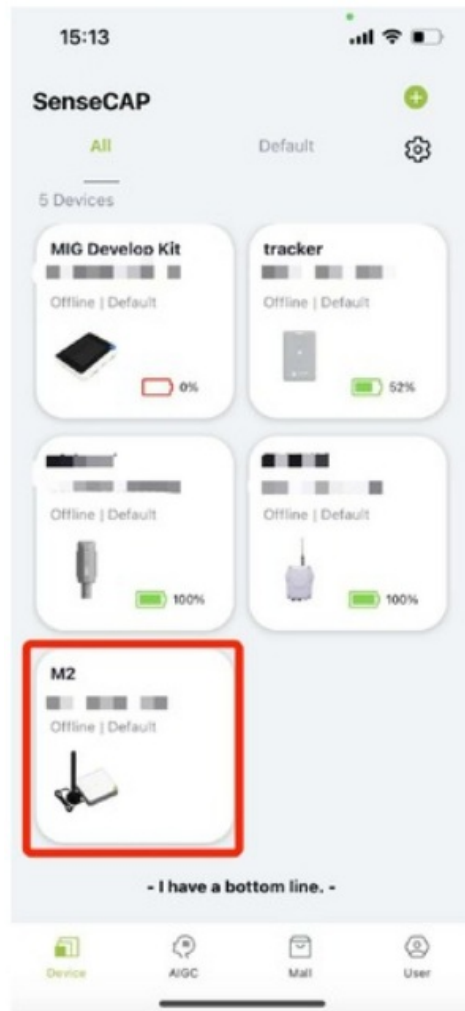 15:13
SenseCAP
All Default
5 Devices
MIG Develop Kit
Offline | Default
0%
tracker
Offline | Default
52%
Offline | Default
100%
Offline | Default
100%
M2
Offline | Default
- I have a bottom line. -
Device AIGC Mall User